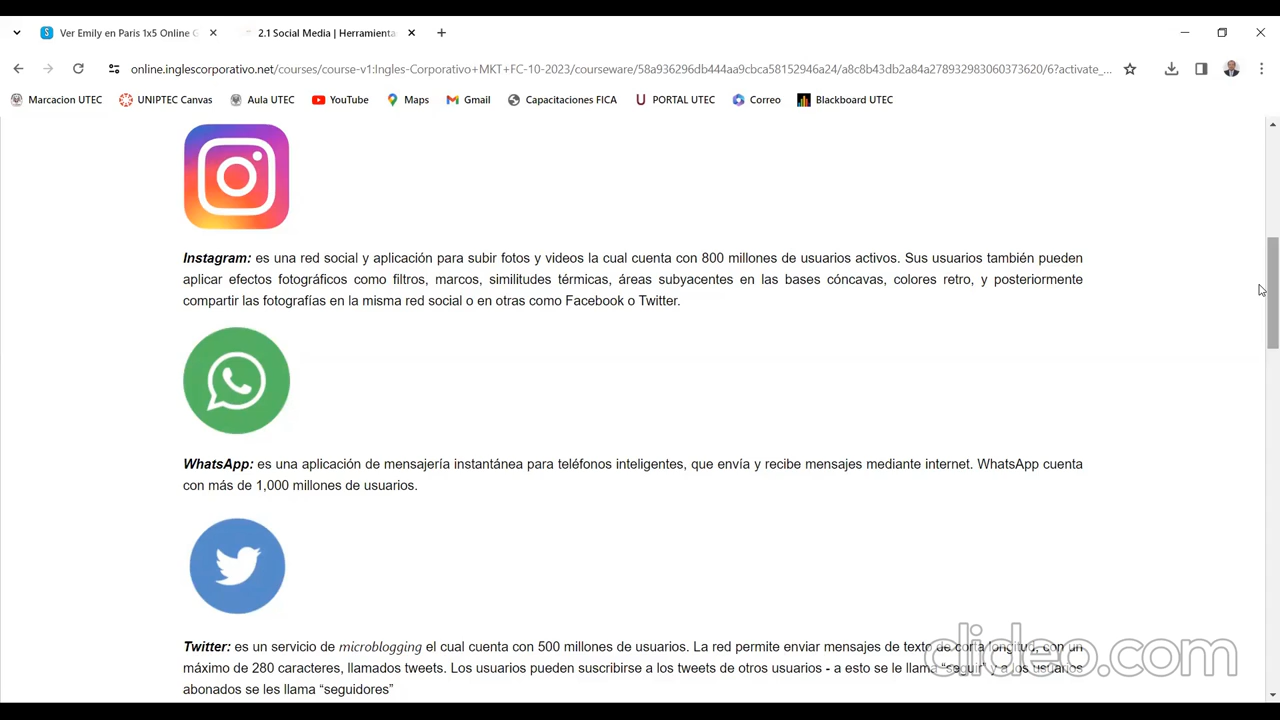 Ver Emily en Paris 1x5 Online G
2.1 Social Media | Herramienta
online.inglescorporativo.net/courses/course-v1:Ingles-Corporativo+MKT+FC-10-2023/courseware/58a936296db444aa9cbca58152946a24/a8c8b43db2a84a278932983060373620/6?activate_...
Marcacion UTEC
UNIPTEC Canvas
Aula UTEC
YouTube
Maps
Gmail
Capacitaciones FICA
PORTAL UTEC
Correo
Blackboard UTEC
Instagram: es una red social y aplicación para subir fotos y videos la cual cuenta con 800 millones de usuarios activos. Sus usuarios también pueden
aplicar efectos fotográficos como filtros, marcos, similitudes térmicas, áreas subyacentes en las bases cóncavas, colores retro, y posteriormente
compartir las fotografías en la misma red social o en otras como Facebook o Twitter.
WhatsApp: es una aplicación de mensajería instantánea para teléfonos inteligentes, que envía y recibe mensajes mediante internet. WhatsApp cuenta
con más de 1,000 millones de usuarios.
Twitter: es un servicio de microblogging el cual cuenta con 500 millones de usuarios. La red permite enviar mensajes de texto de corta longitud, con un
máximo de 280 caracteres, llamados tweets. Los usuarios pueden suscribirse a los tweets de otros usuarios - a esto se le llama "seguir" y a los usuarios
abonados se les llama “seguidores”
clideo.com